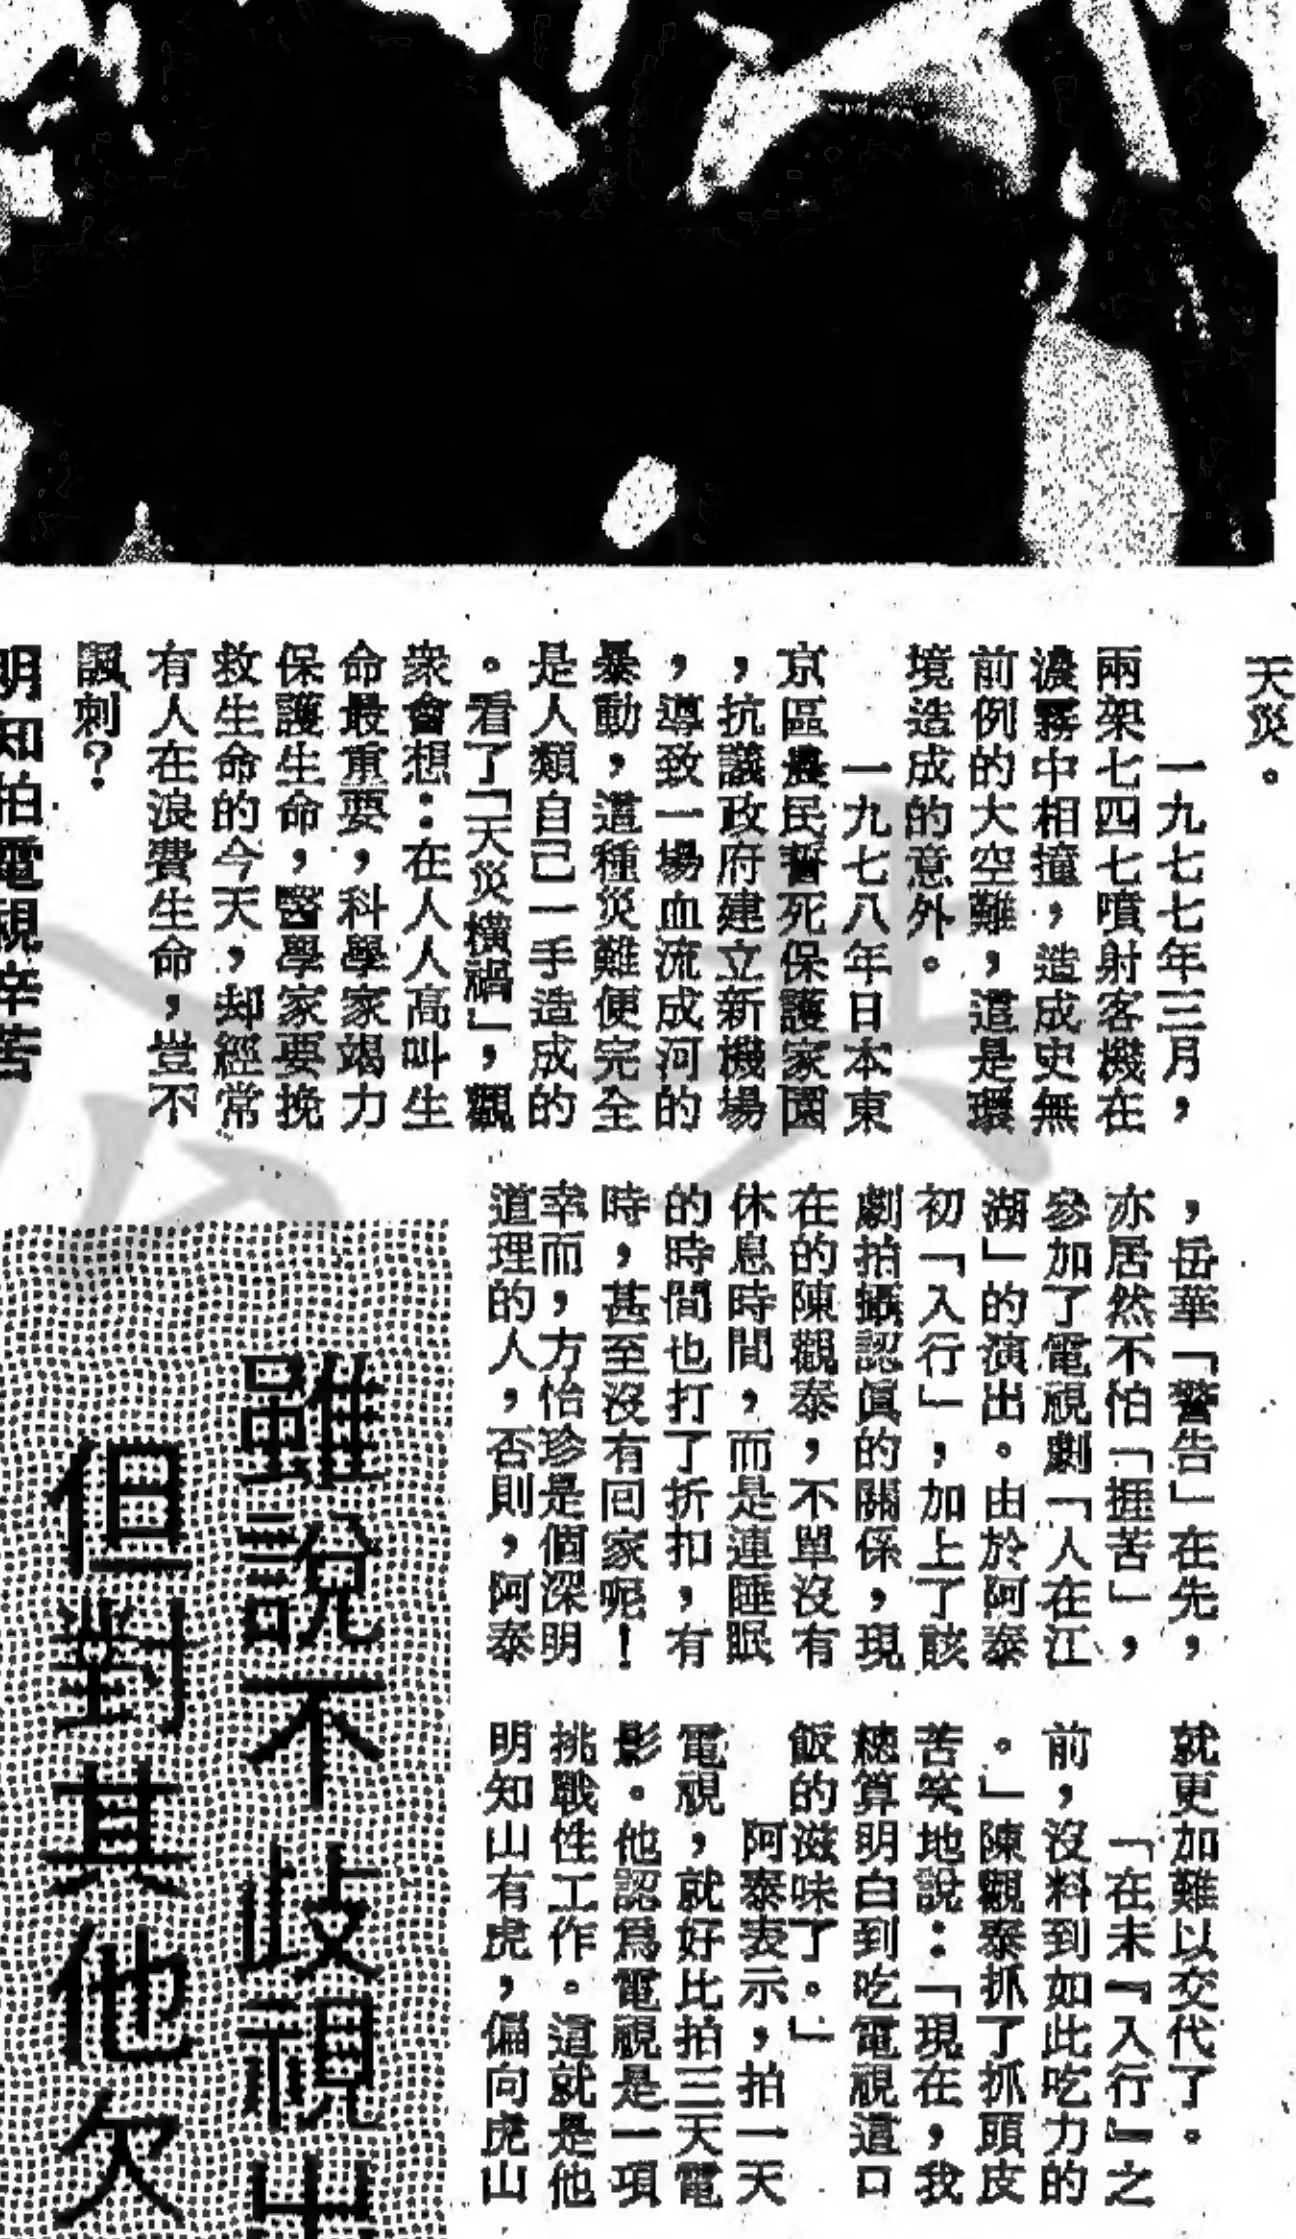 天災。
一九七七年三月，
兩架七四七噴射客機在
濃霧中相撞，造成史無
前例的大空難，這是環
境造成的意外。
一九七八年日本東
京區農民誓死保護家園
，抗議政府建立新機場
，導致一場血流成河的
暴動，這種災難便完全
是人類自己一手造成的
。看了「天災橫禍」，觀
衆會想：在人人高叫生
命最重要，科學家竭力
保護生命，醫學家要挽
救生命的今天，却經常
有人在浪費生命，豈不
諷刺？
明知拍電視辛苦
，岳華「警告」在先，
亦居然不怕「捱苦」，
參加了電視劇「人在江
湖」的演出。由於阿泰
初「入行」，加上了該
劇拍攝認眞的關係，現
在的陳觀泰，不單沒有
休息時間，而是連睡眠
的時間也打了折扣，有
時，甚至沒有回家呢！
幸而，方怡珍是個深明
道理的人，否則，阿泰
就更加難以交代了。
「在未『入行』之
前，沒料到如此吃力的
。」陳觀泰抓了抓頭皮
苦笑地說：「現在，我
總算明白到吃電視這口
飯的滋味了。」
阿泰表示，拍一天
電視，就好比拍三天電
影。他認爲電視是一項
挑戰性工作。這就是他
明知山有虎，偏向虎山
雖說不歧視
但對其他欠
公共